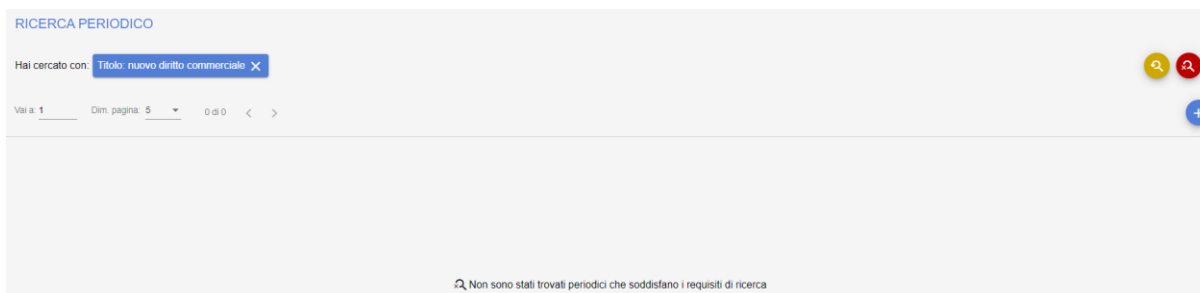 RICERCA PERIODICO
Hai cercato con: Titolo: nuovo diritto commerciale
Vai a: 1 Dim. pagina: 5 0 di 0
Non sono stati trovati periodici che soddisfano i requisiti di ricerca